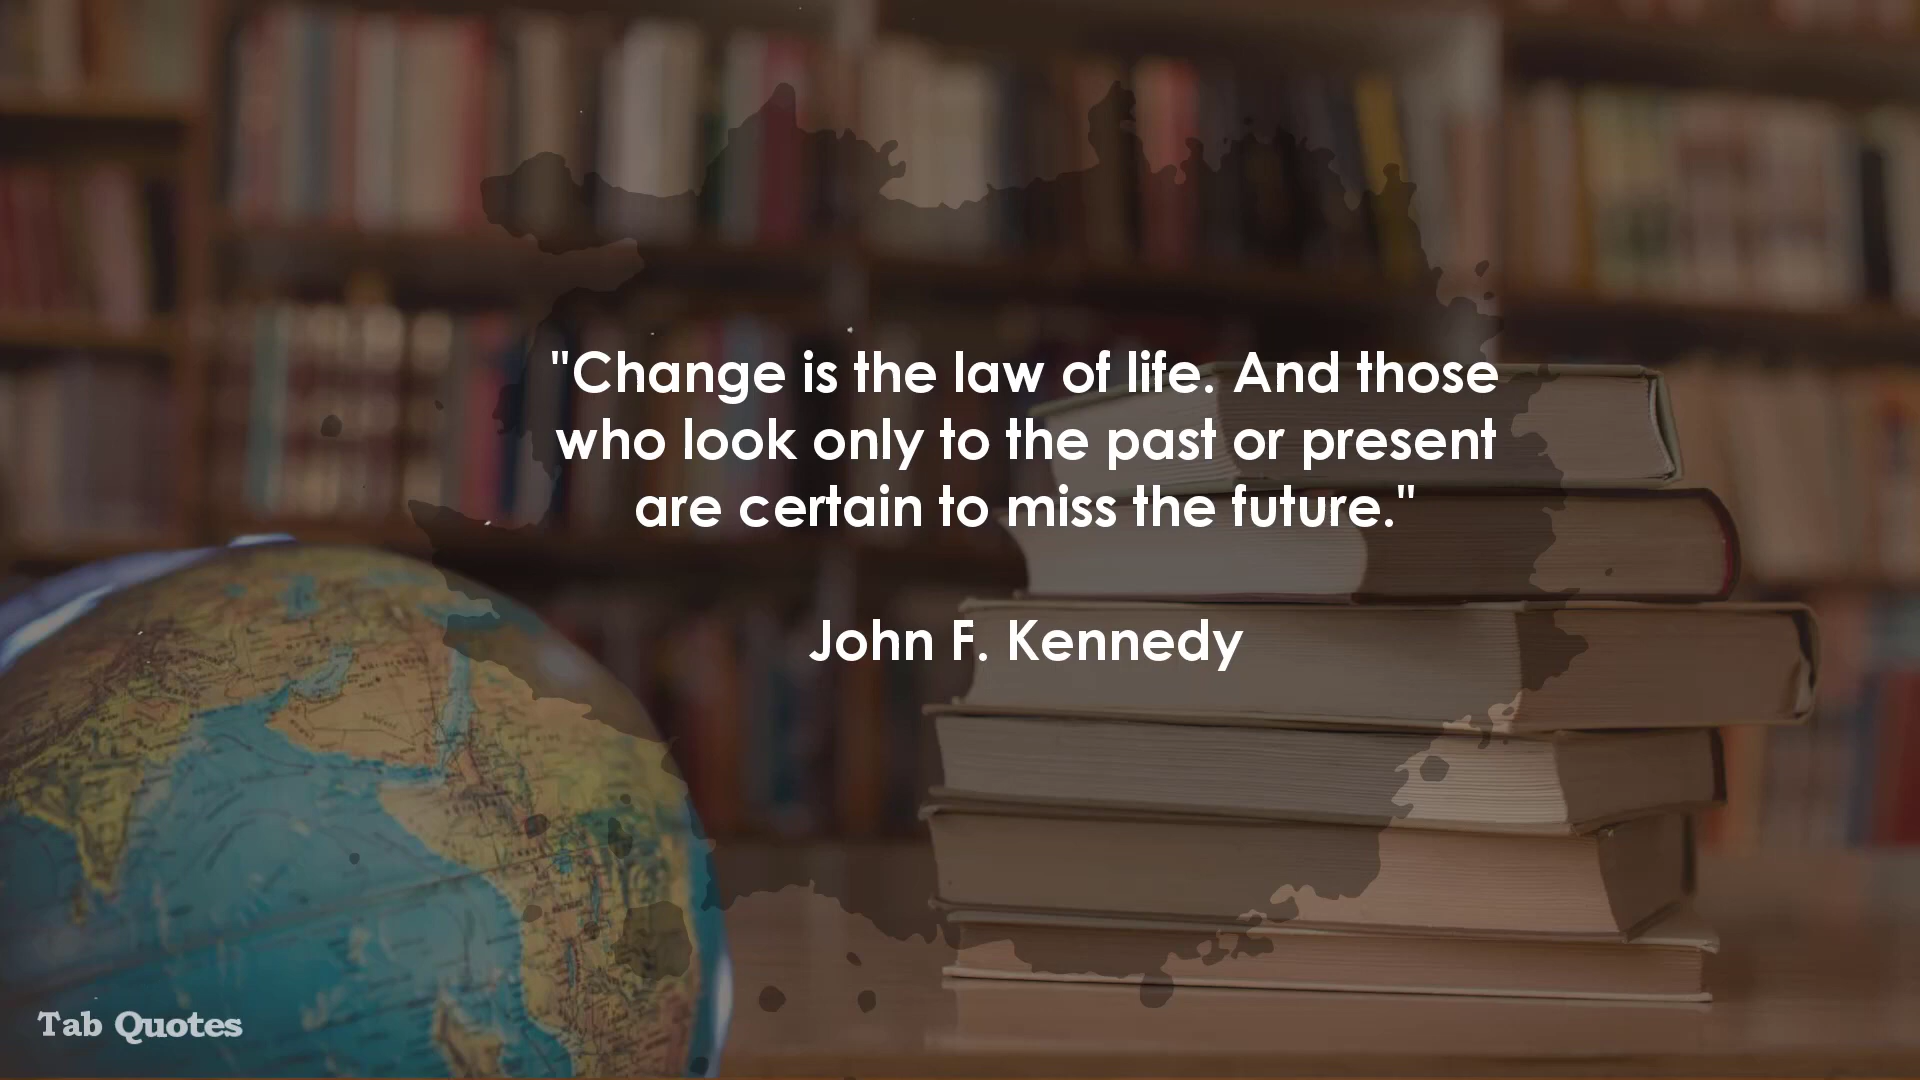 "Change is the law of life. And those
who look only to the past or present
are certain to miss the future."
John F. Kennedy
Tab Quotes